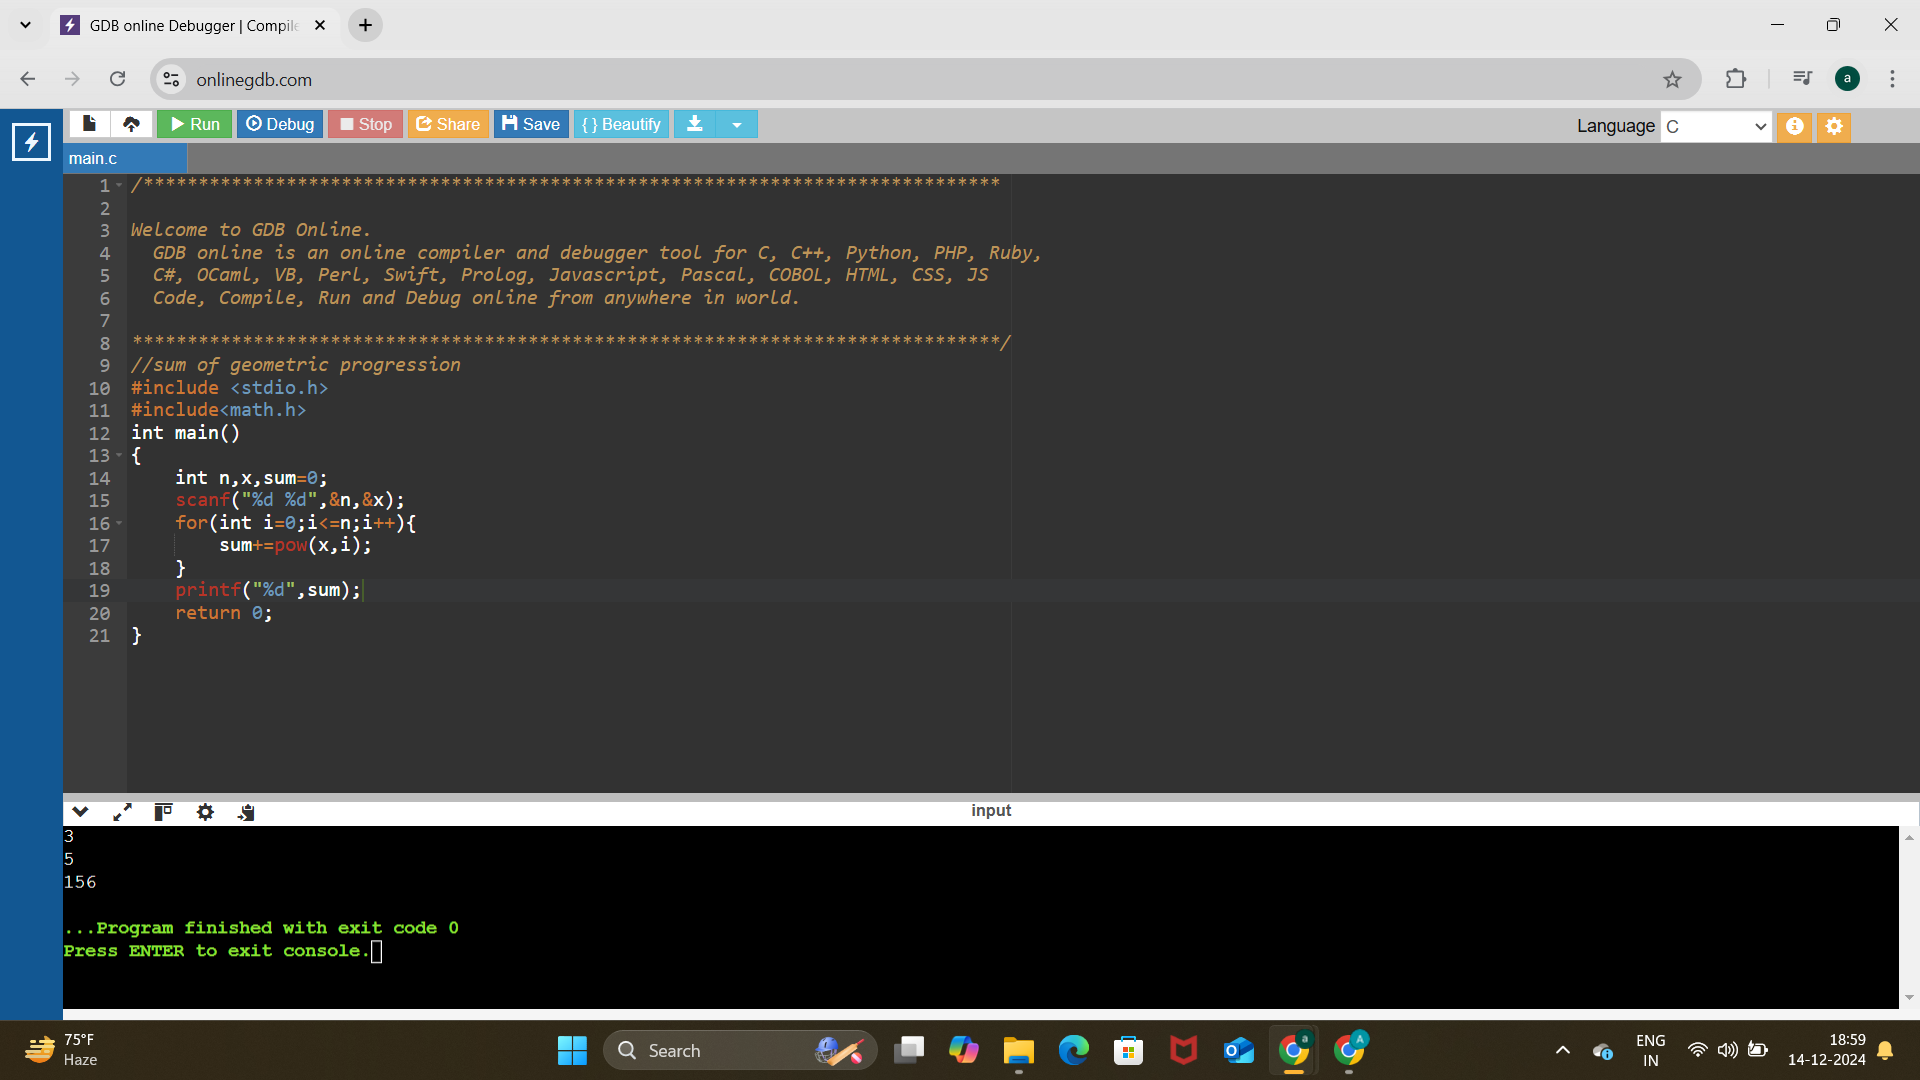 GDB online Debugger | Compile
onlinegdb.com
a
Run
Debug
Stop
Share
Save
{ } Beautify
Language
C
main.c
1 /******************************************************************************
2
3 Welcome to GDB Online.
4   GDB online is an online compiler and debugger tool for C, C++, Python, PHP, Ruby,
5   C#, OCaml, VB, Perl, Swift, Prolog, Javascript, Pascal, COBOL, HTML, CSS, JS
6   Code, Compile, Run and Debug online from anywhere in world.
7
8 *******************************************************************************/
9 //sum of geometric progression
10 #include <stdio.h>
11 #include<math.h>
12 int main()
13 {
14     int n,x,sum=0;
15     scanf("%d %d",&n,&x);
16     for(int i=0;i<=n;i++){
17         sum+=pow(x,i);
18     }
19     printf("%d",sum);
20     return 0;
21 }
input
3
5
156
...Program finished with exit code 0
Press ENTER to exit console.
75°F
Haze
Search
a
A
ENG
IN
18:59
14-12-2024